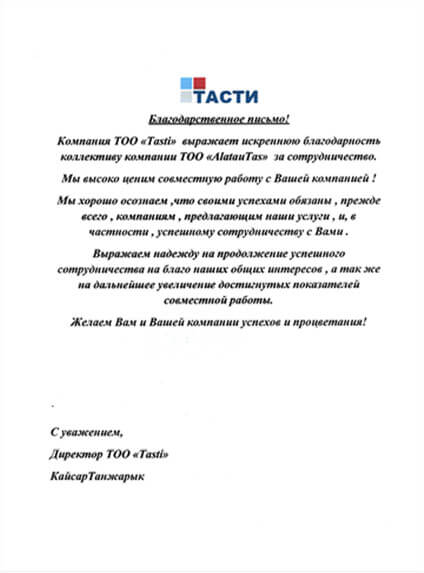 ТАСТИ
Благодарственное письмо!
Компания ТОО «Tasti» выражает искреннюю благодарность
коллективу компании ТОО «AlatauTas» за сотрудничество.
Мы высоко ценим совместную работу с Вашей компанией !
Мы хорошо осознаем ,что своими успехами обязаны , прежде
всего , компаниям , предлагающим наши услуги , и, в
частности , успешному сотрудничеству с Вами .
Выражаем надежду на продолжение успешного
сотрудничества на благо наших общих интересов , а так же
на дальнейшее увеличение достигнутых показателей
совместной работы.
Желаем Вам и Вашей компании успехов и процветания!
.
С уважением,
Директор ТОО «Tasti»
КайсарТанжарык